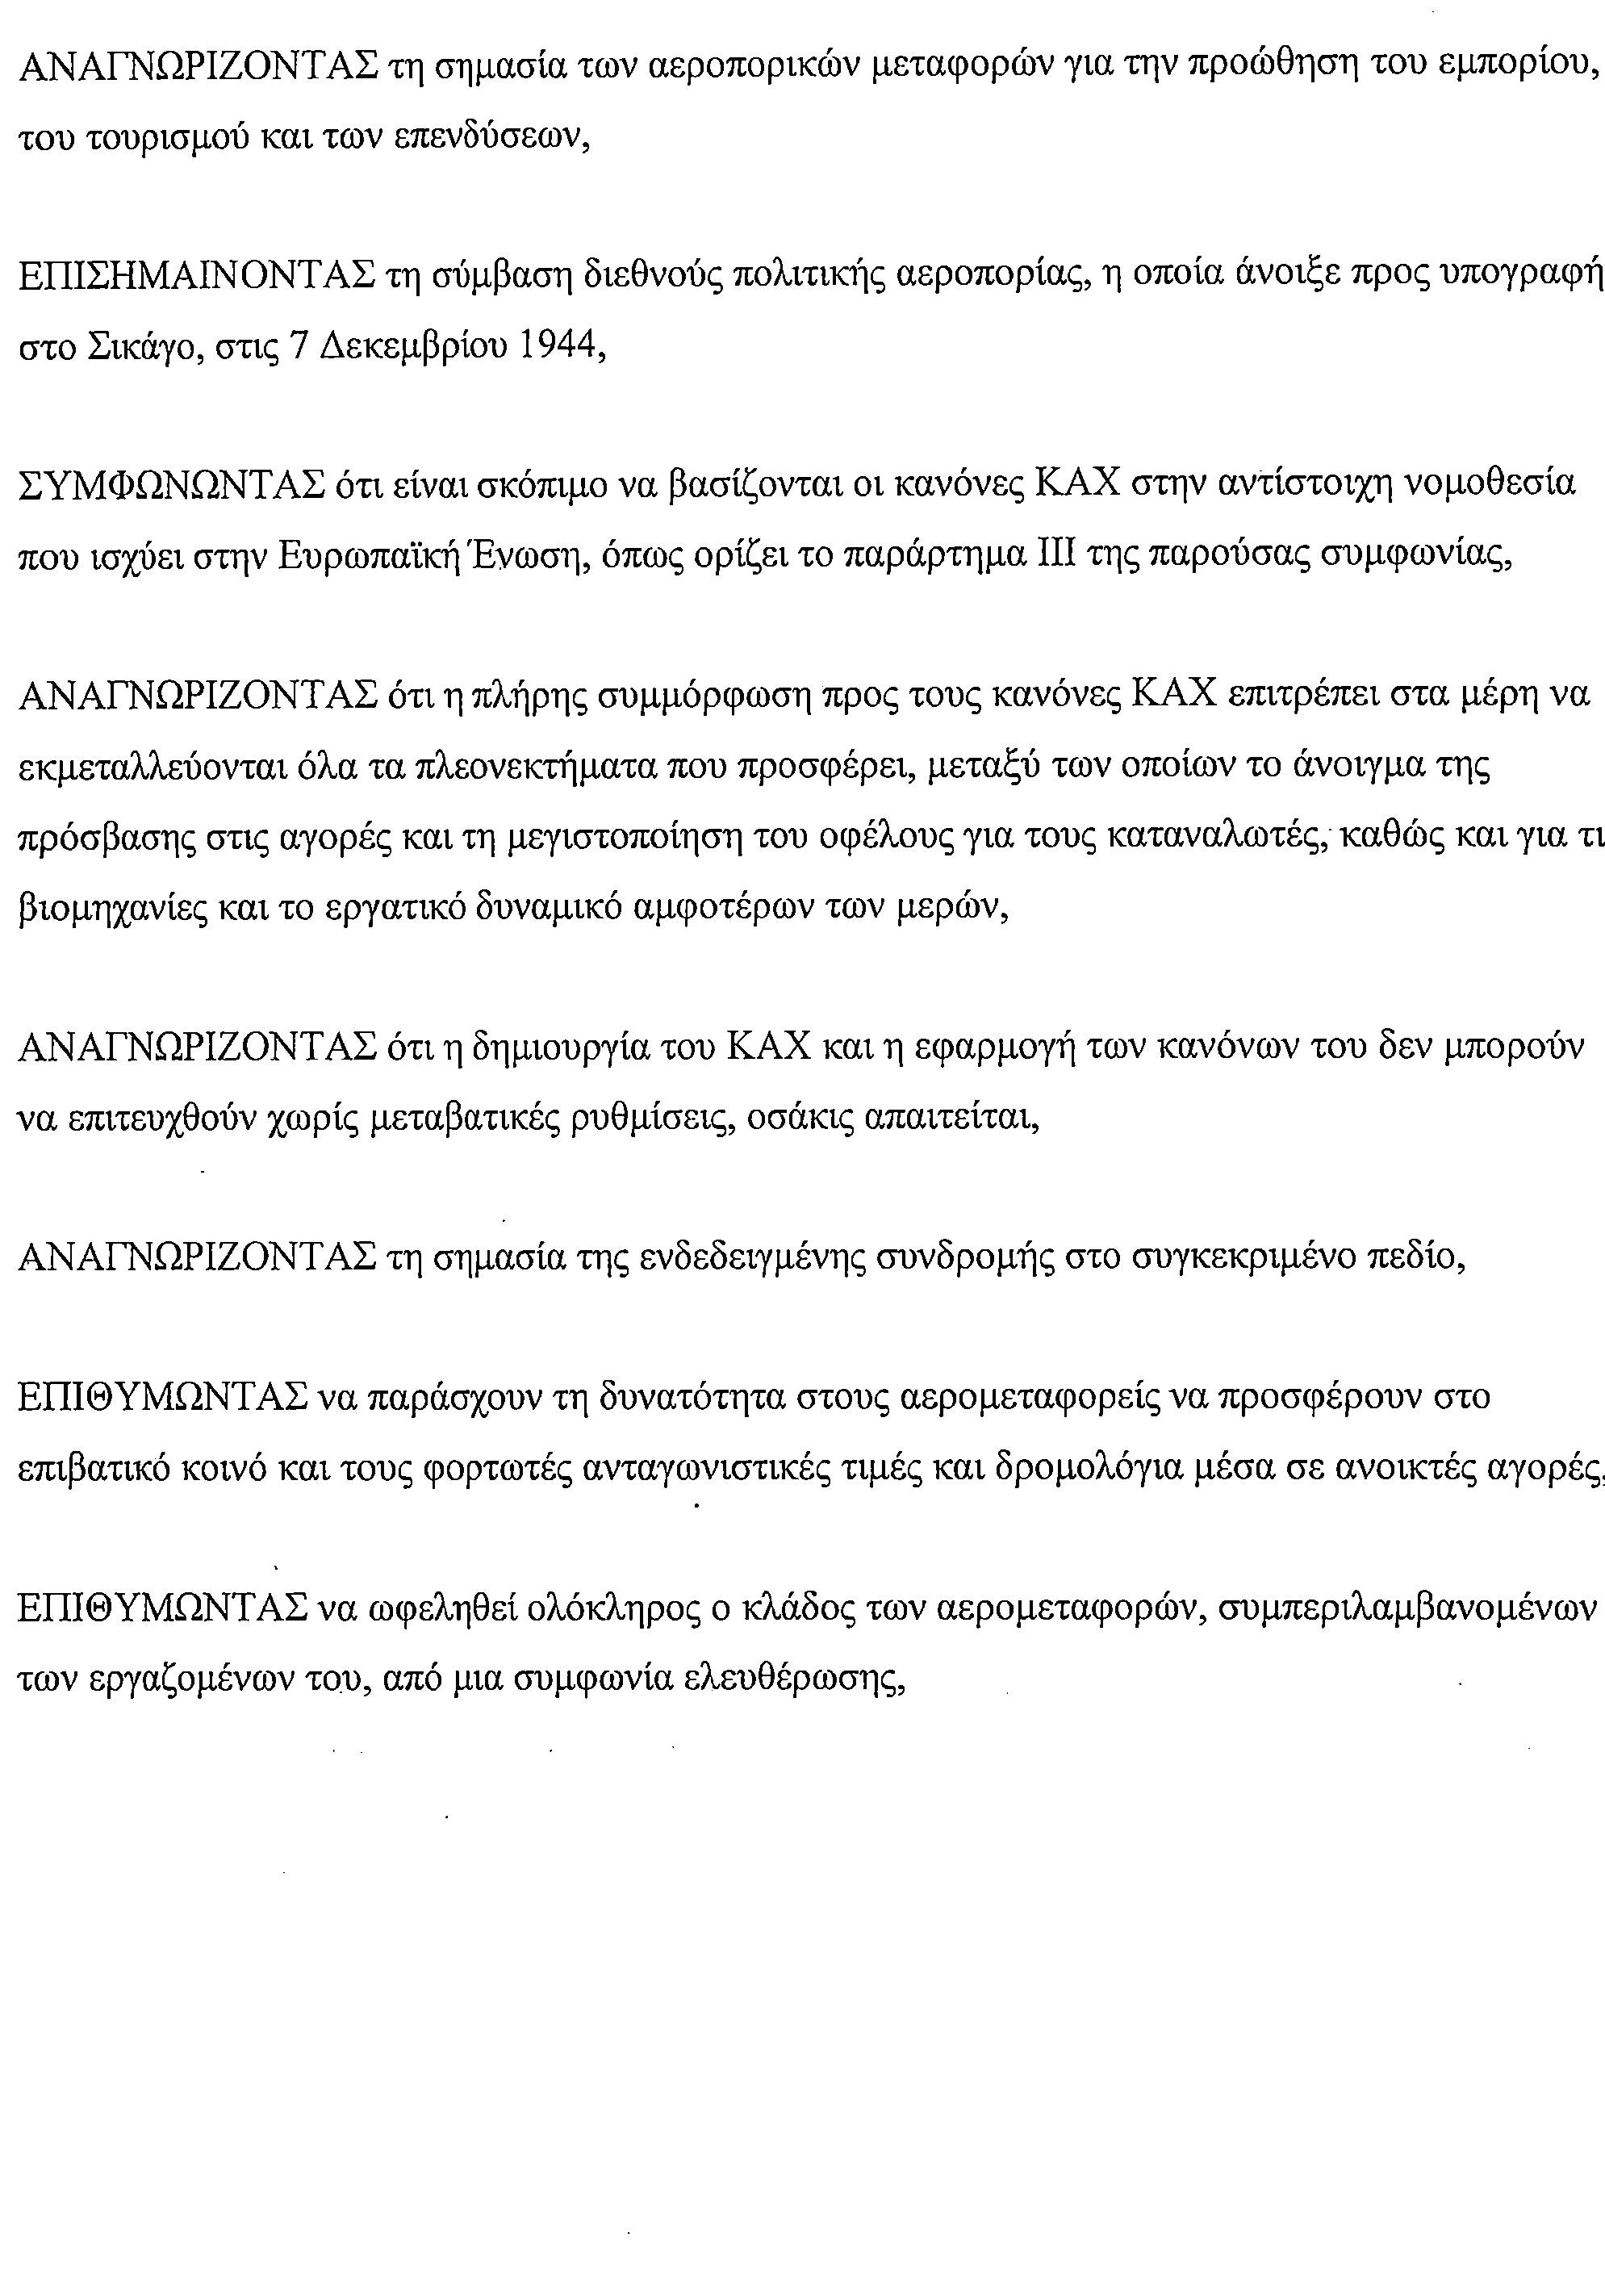 ΑΝΑΓΝΩΡΙΖΟΝΤΑΣ τη σημασία των αεροπορικών μεταφορών για την προώθηση του εμπορίου,
του τουρισμού και των επενδύσεων,
ΕΠΙΣΗΜΑΙΝΟΝΤΑΣ τη σύμβαση διεθνούς πολιτικής αεροπορίας, η οποία άνοιξε προς υπογραφή
στο Σικάγο, στις 7 Δεκεμβρίου 1944,
ΣΥΜΦΩΝΩΝΤΑΣ ότι είναι σκόπιμο να βασίζονται οι κανόνες ΚΑΧ στην αντίστοιχη νομοθεσία
που ισχύει στην Ευρωπαϊκή Ένωση, όπως ορίζει το παράρτημα III της παρούσας συμφωνίας,
ΑΝΑΓΝΩΡΙΖΟΝΤΑΣ ότι η πλήρης συμμόρφωση προς τους κανόνες ΚΑΧ επιτρέπει στα μέρη να
εκμεταλλεύονται όλα τα πλεονεκτήματα που προσφέρει, μεταξύ των οποίων το άνοιγμα της
πρόσβασης στις αγορές και τη μεγιστοποίηση του οφέλους για τους καταναλωτές, καθώς και για τι
βιομηχανίες και το εργατικό δυναμικό αμφοτέρων των μερών,
ΑΝΑΓΝΩΡΙΖΟΝΤΑΣ ότι η δημιουργία του ΚΑΧ και η εφαρμογή των κανόνων του δεν μπορούν
να επιτευχθούν χωρίς μεταβατικές ρυθμίσεις, οσάκις απαιτείται,
ΑΝΑΓΝΩΡΙΖΟΝΤΑΣ τη σημασία της ενδεδειγμένης συνδρομής στο συγκεκριμένο πεδίο,
ΕΠΙΘΥΜΩΝΤΑΣ να παράσχουν τη δυνατότητα στους αερομεταφορείς να προσφέρουν στο
επιβατικό κοινό και τους φορτωτές ανταγωνιστικές τιμές και δρομολόγια μέσα σε ανοικτές αγορές,
ΕΠΙΘΥΜΩΝΤΑΣ να ωφεληθεί ολόκληρος ο κλάδος των αερομεταφορών, συμπεριλαμβανομένων
των εργαζομένων του, από μια συμφωνία ελευθέρωσης,